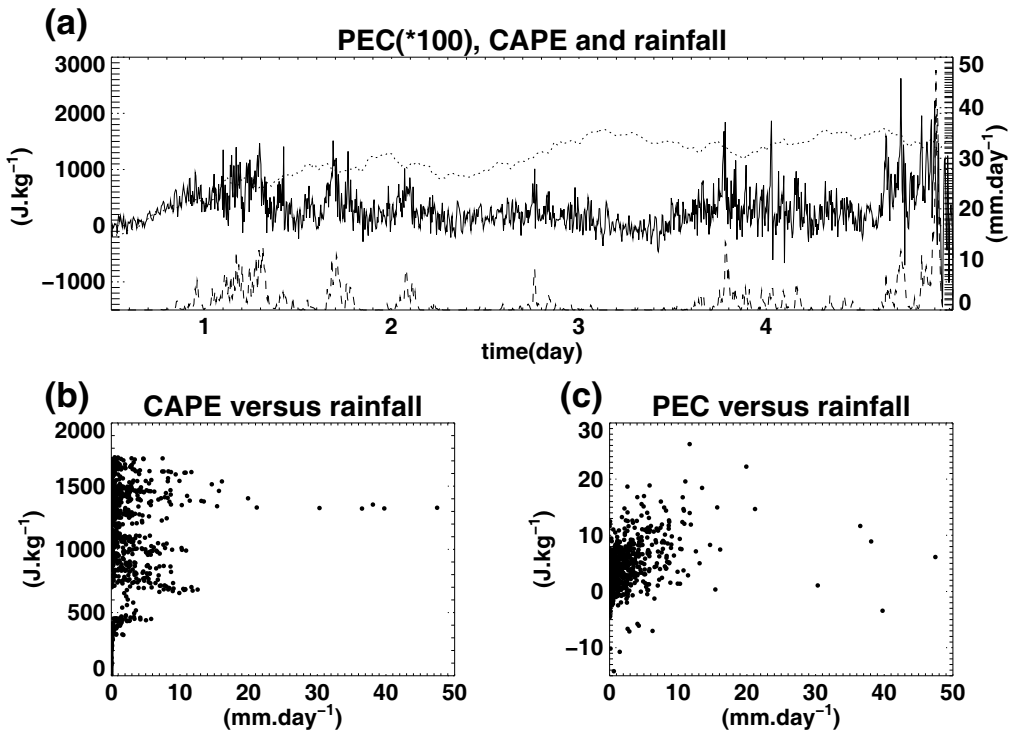 (a)
PEC(*100), CAPE and rainfall
3000
2000
1000
0
−1000
(J.kg⁻¹)
50
40
30
20
10
0
(mm.day⁻¹)
1 2 3 4
time(day)
(b)
CAPE versus rainfall
2000
1500
1000
500
0
(J.kg⁻¹)
0 10 20 30 40 50
(mm.day⁻¹)
(c)
PEC versus rainfall
30
20
10
0
−10
(J.kg⁻¹)
0 10 20 30 40 50
(mm.day⁻¹)